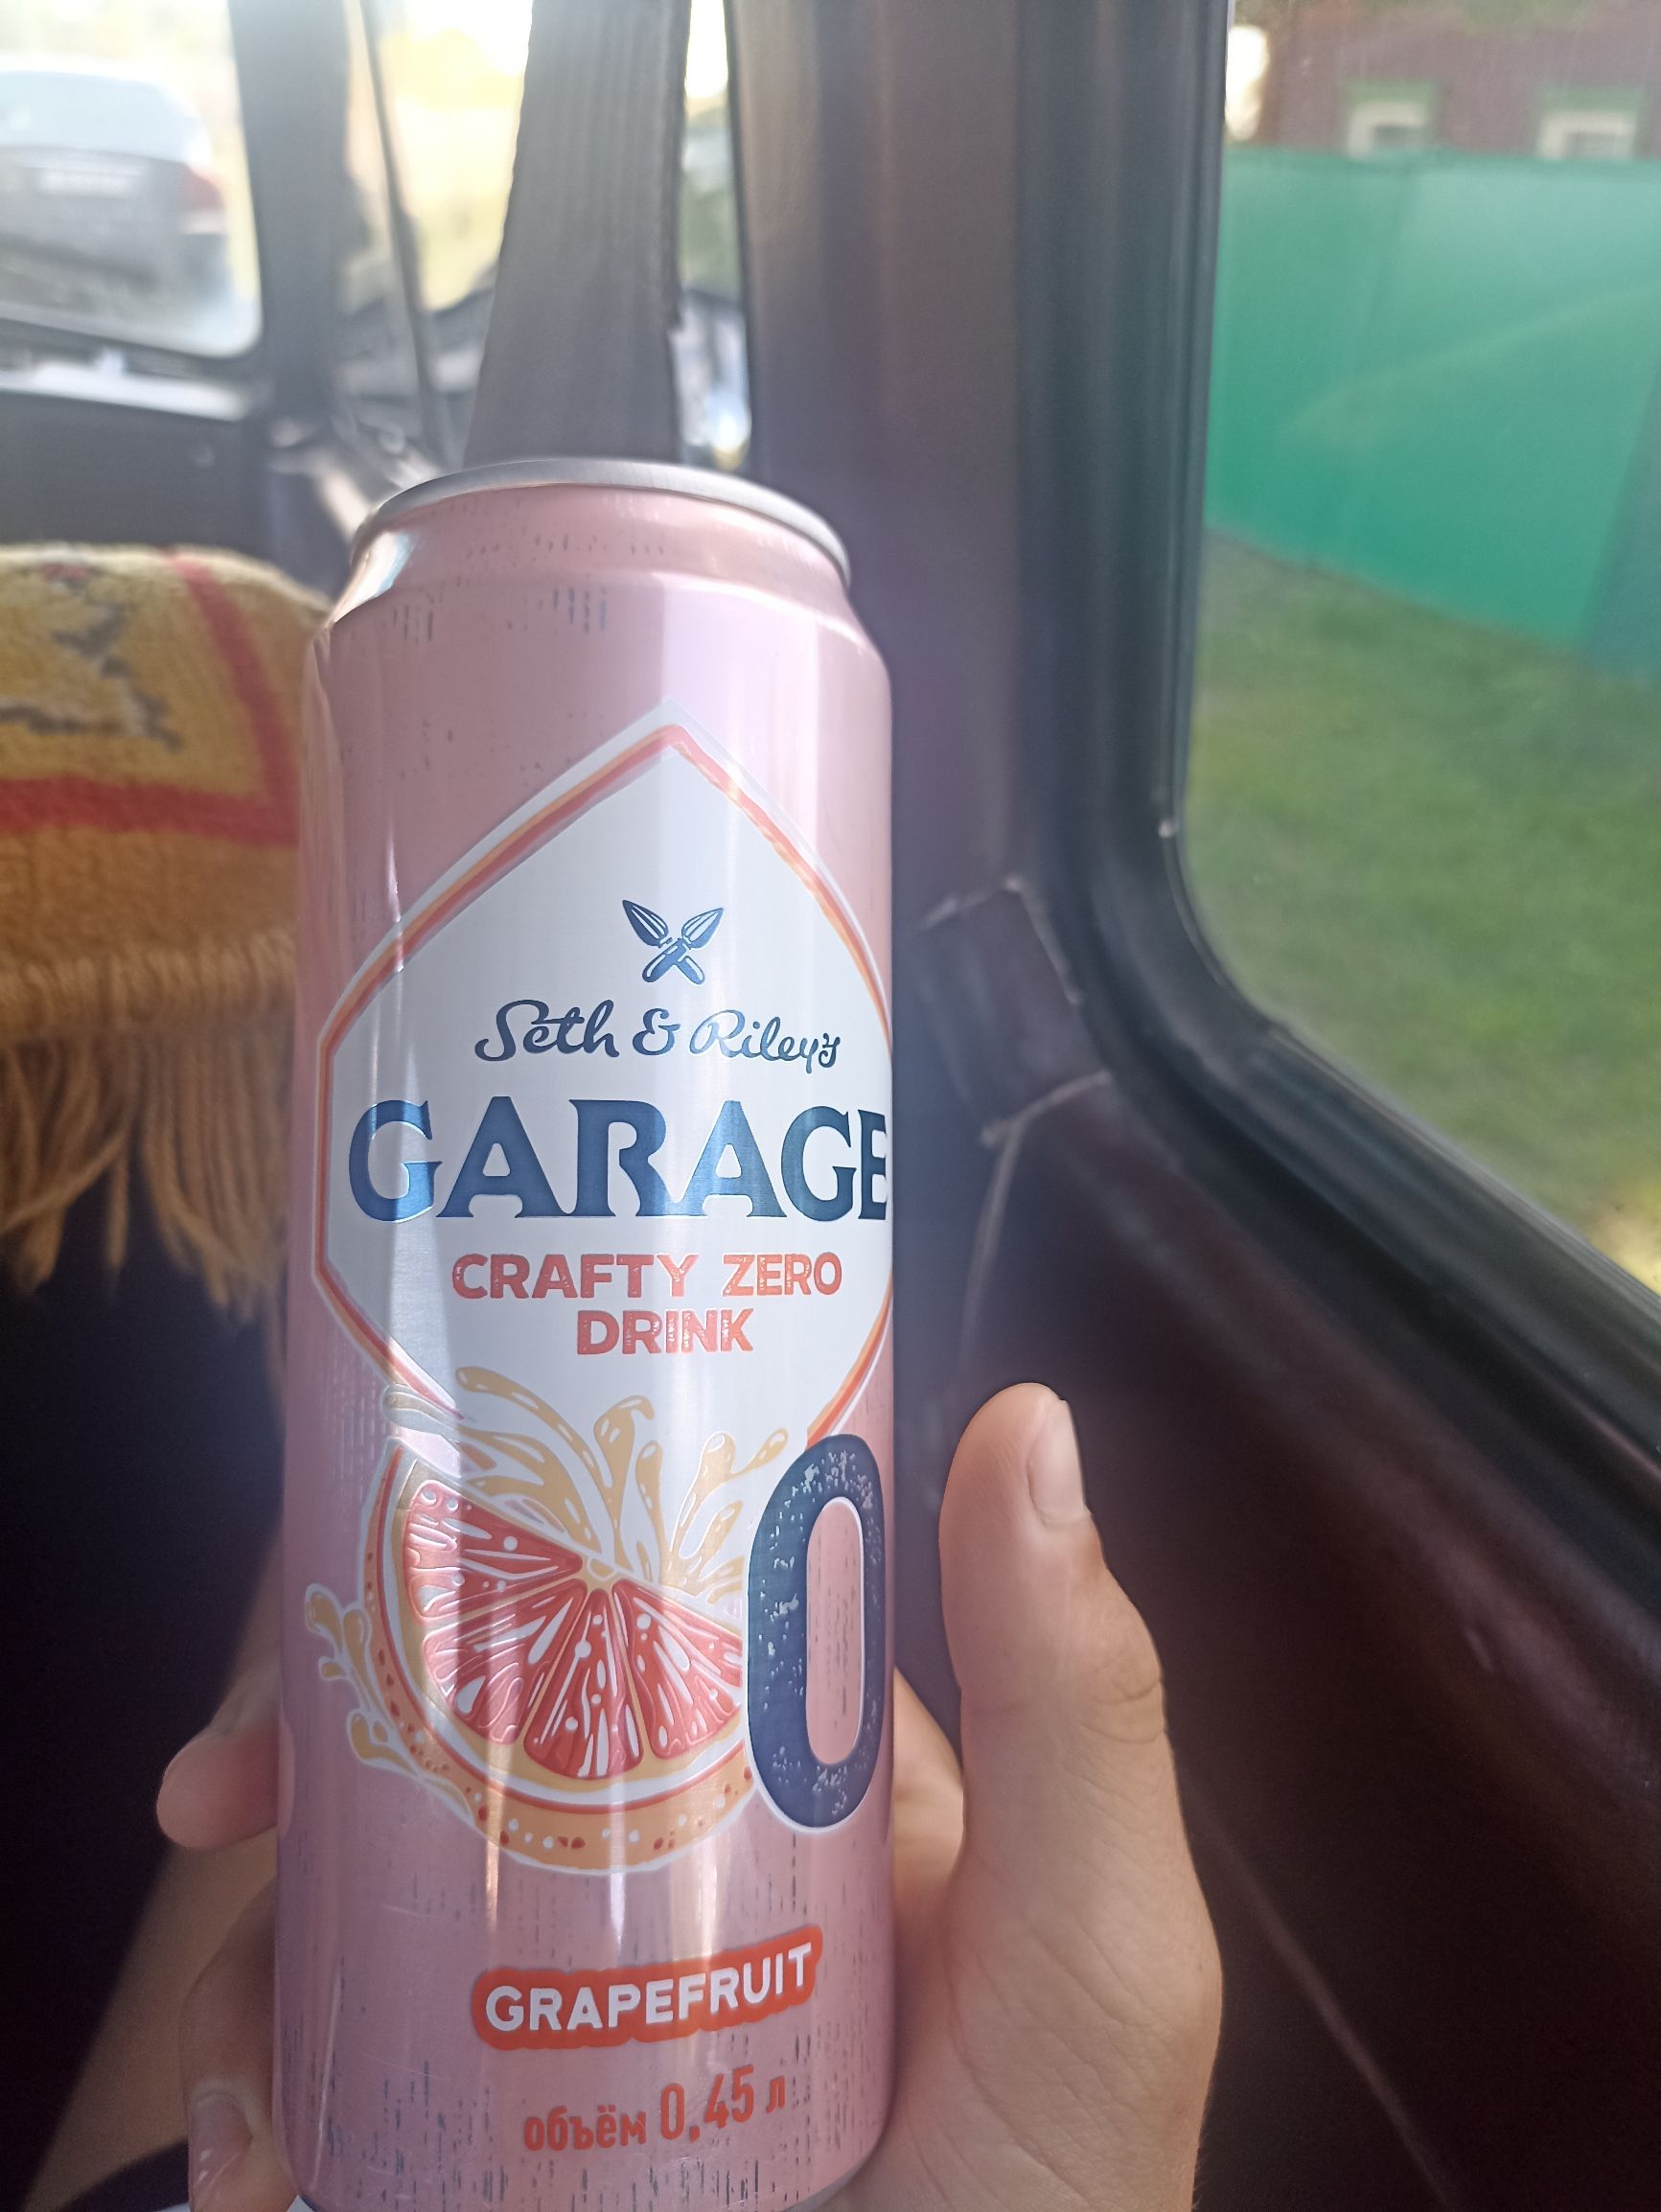 Seth & Riley's
GARAGE
CRAFTY ZERO
DRINK
0
GRAPEFRUIT
объём 0,45 л